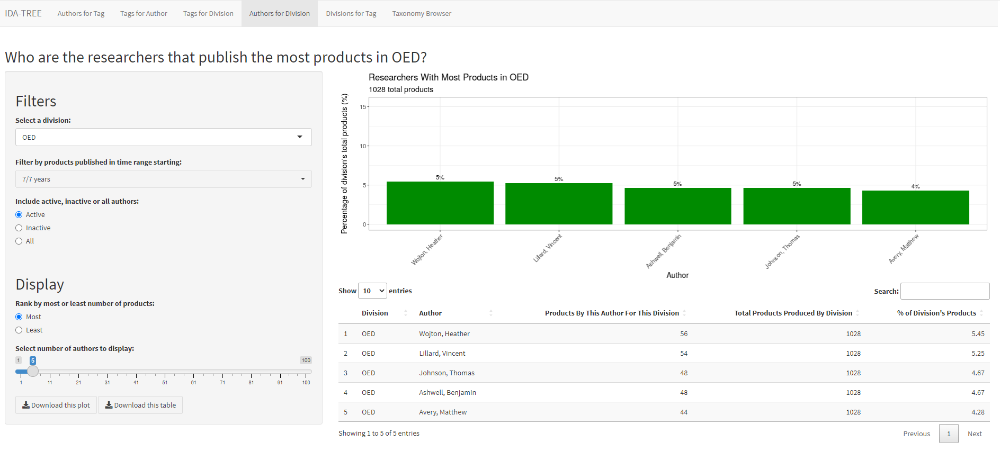 IDA-TREE Authors for Tag Tags for Author Tags for Division Authors for Division Divisions for Tag Taxonomy Browser
Who are the researchers that publish the most products in OED?
Filters
Select a division:
OED
Filter by products published in time range starting:
7/7 years
Include active, inactive or all authors:
Active
Inactive
All
Display
Rank by most or least number of products:
Most
Least
Select number of authors to display:
1 5 100
1 11 21 31 41 51 61 71 81 91 100
Download this plot Download this table
Researchers With Most Products in OED
1028 total products
Percentage of division's total products (%)
15
10
5
0
5% 5% 5% 5% 4%
Wojton, Heather Lillard, Vincent Ashwell, Benjamin Johnson, Thomas Avery, Matthew
Author
Show 10 entries Search:
Division Author Products By This Author For This Division Total Products Produced By Division % of Division's Products
1 OED Wojton, Heather 56 1028 5.45
2 OED Lillard, Vincent 54 1028 5.25
3 OED Johnson, Thomas 48 1028 4.67
4 OED Ashwell, Benjamin 48 1028 4.67
5 OED Avery, Matthew 44 1028 4.28
Showing 1 to 5 of 5 entries Previous 1 Next